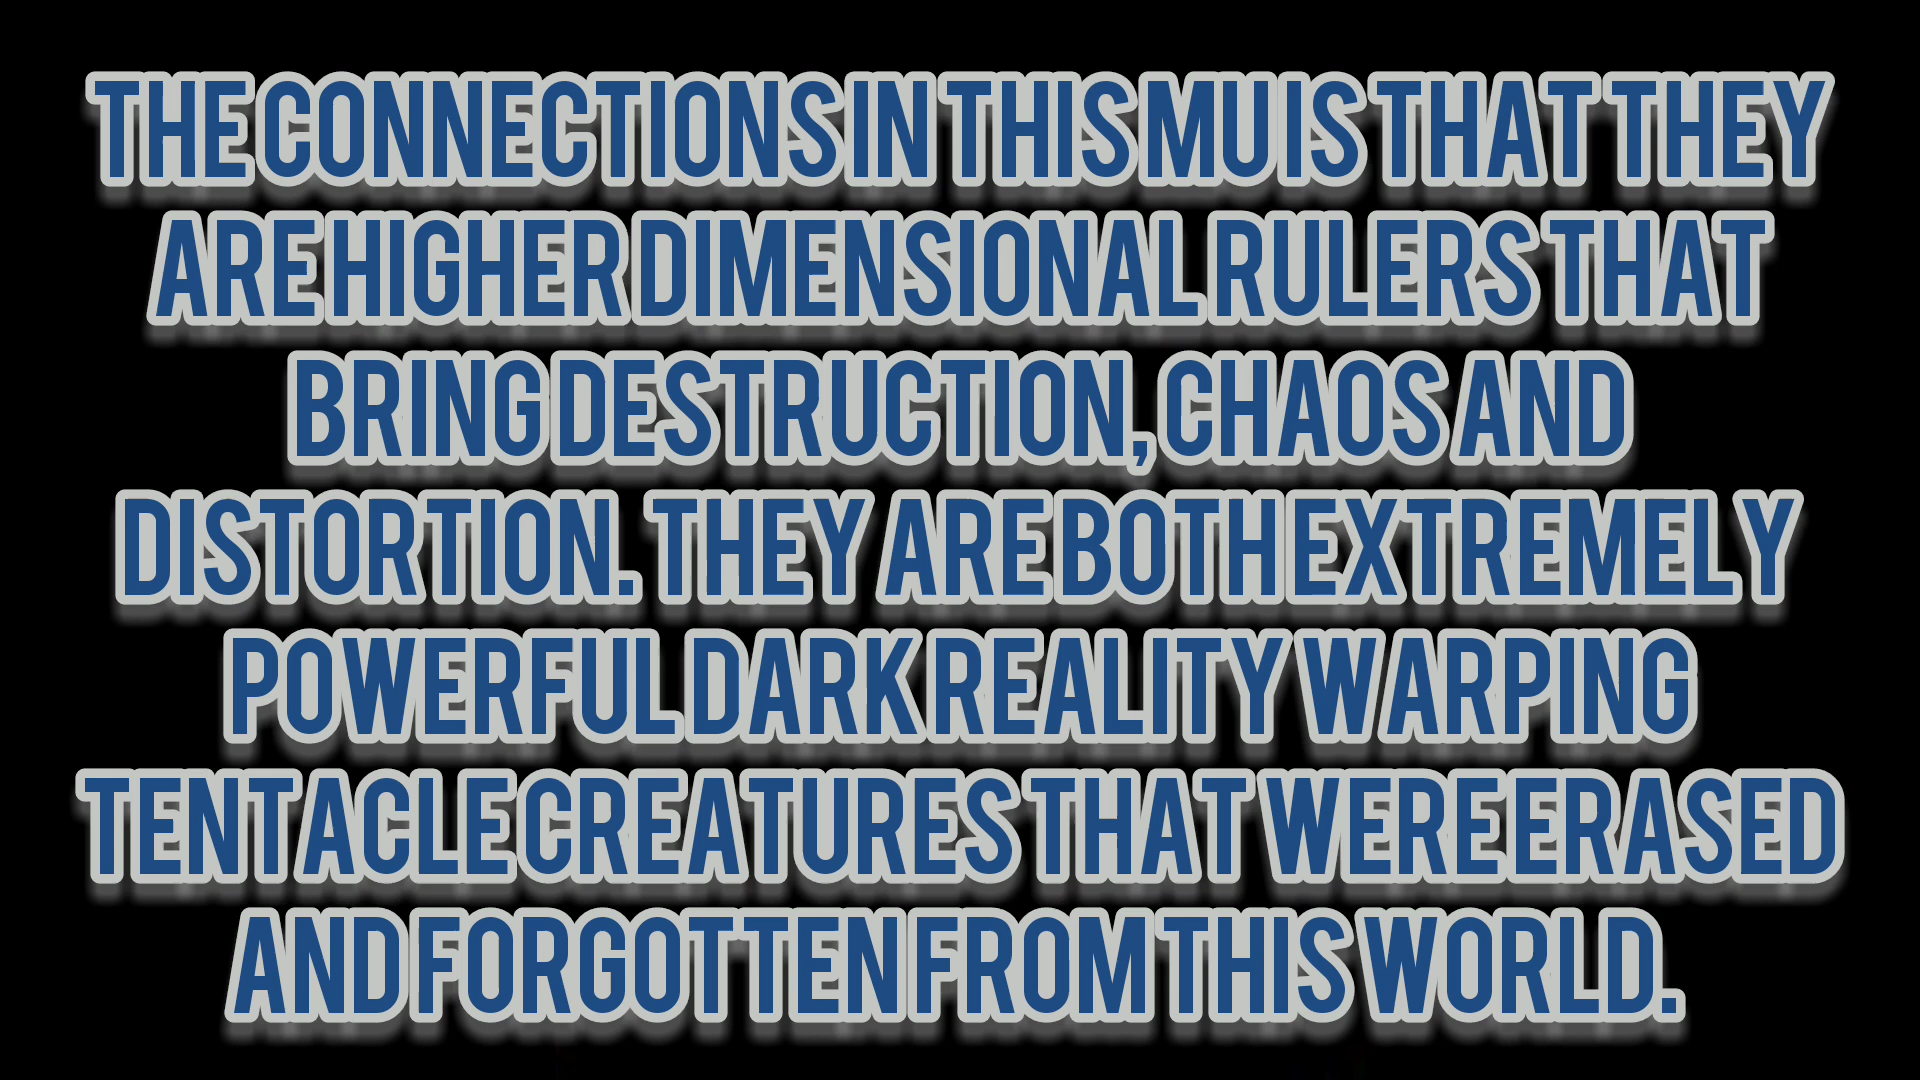 THE CONNECTIONS IN THIS MU IS THAT THEY
ARE HIGHER DIMENSIONAL RULERS THAT
BRING DESTRUCTION, CHAOS AND
DISTORTION. THEY ARE BOTH EXTREMELY
POWERFUL DARK REALITY WARPING
TENTACLE CREATURES THAT WERE ERASED
AND FORGOTTEN FROM THIS WORLD.